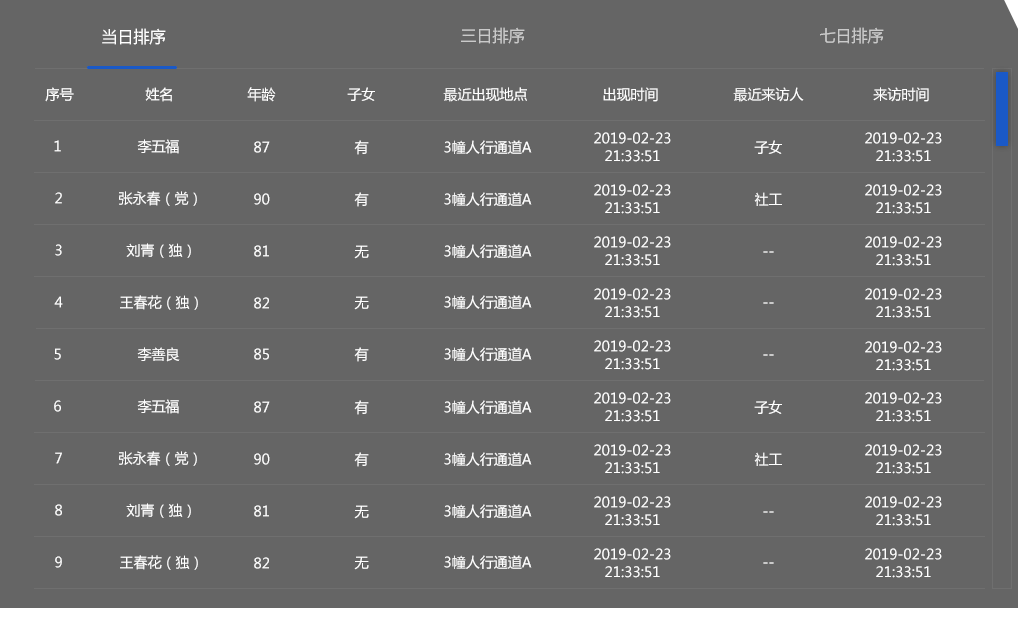 当日排序 三日排序 七日排序
序号 姓名 年龄 子女 最近出现地点 出现时间 最近来访人 来访时间
1 李五福 87 有 3幢人行通道A 2019-02-23 21:33:51 子女 2019-02-23 21:33:51
2 张永春（党） 90 有 3幢人行通道A 2019-02-23 21:33:51 社工 2019-02-23 21:33:51
3 刘青（独） 81 无 3幢人行通道A 2019-02-23 21:33:51 -- 2019-02-23 21:33:51
4 王春花（独） 82 无 3幢人行通道A 2019-02-23 21:33:51 -- 2019-02-23 21:33:51
5 李善良 85 有 3幢人行通道A 2019-02-23 21:33:51 -- 2019-02-23 21:33:51
6 李五福 87 有 3幢人行通道A 2019-02-23 21:33:51 子女 2019-02-23 21:33:51
7 张永春（党） 90 有 3幢人行通道A 2019-02-23 21:33:51 社工 2019-02-23 21:33:51
8 刘青（独） 81 无 3幢人行通道A 2019-02-23 21:33:51 -- 2019-02-23 21:33:51
9 王春花（独） 82 无 3幢人行通道A 2019-02-23 21:33:51 -- 2019-02-23 21:33:51